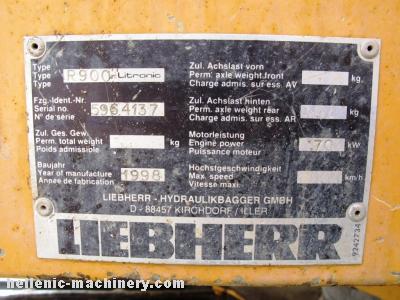 Type
Type R900 Litronic
Type
Fzg.-Ident.-Nr.
Serial no. 5964137
N° de série
Zul. Ges. Gew.
Perm. total weight kg
Poids admissible
Baujahr
Year of manufacture 1998
Année de fabrication
Zul. Achslast vorn
Perm. axle weight front kg
Charge admis. sur ess. AV
Zul. Achslast hinten
Perm. axle weight rear kg
Charge admis. sur ess. AR
Motorleistung
Engine power 70 kW
Puissance moteur
Höchstgeschwindigkeit
Max. speed km/h
Vitesse maxi.
LIEBHERR - HYDRAULIKBAGGER GMBH
D - 88457 KIRCHDORF / ILLER
LIEBHERR
9242734
hellenic-machinery.com